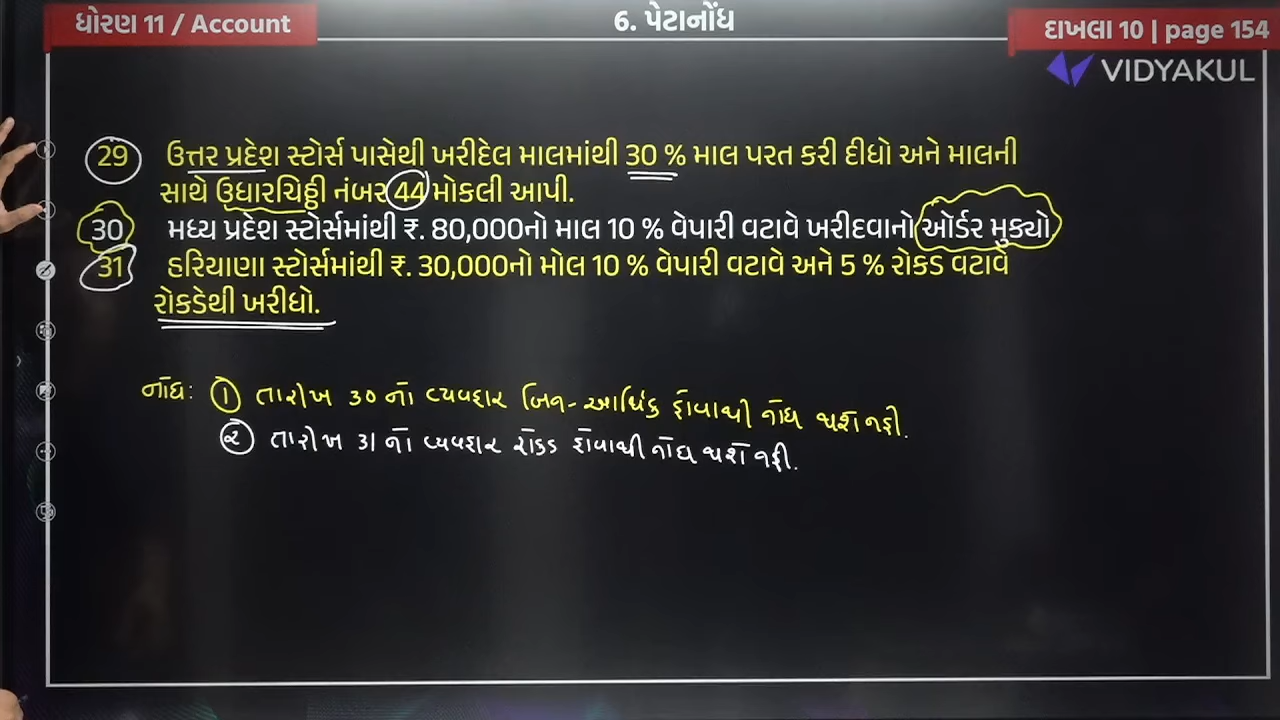 ધોરણ 11 / Account
6. પેટાનોંધ
દાખલા 10 | page 154
VIDYAKUL
29 ઉત્તર પ્રદેશ સ્ટોર્સ પાસેથી ખરીદેલ માલમાંથી 30 % માલ પરત કરી દીધો અને માલની
સાથે ઉધારચિઠ્ઠી નંબર 44 મોકલી આપી.
30 મધ્ય પ્રદેશ સ્ટોર્સમાંથી ₹. 80,000નો માલ 10 % વેપારી વટાવે ખરીદવાનો ઓર્ડર મુક્યો.
31 હરિયાણા સ્ટોર્સમાંથી ₹. 30,000નો મોલ 10 % વેપારી વટાવે અને 5 % રોકડ વટાવે
રોકડેથી ખરીધો.
નોંધ: ① તારીખ 30 નો વ્યવહાર બિન-આર્થિક હોવાથી નોંધ થશે નહી.
② તારીખ 31 નો વ્યવહાર રોકડ હોવાથી નોંધ થશે નહી.